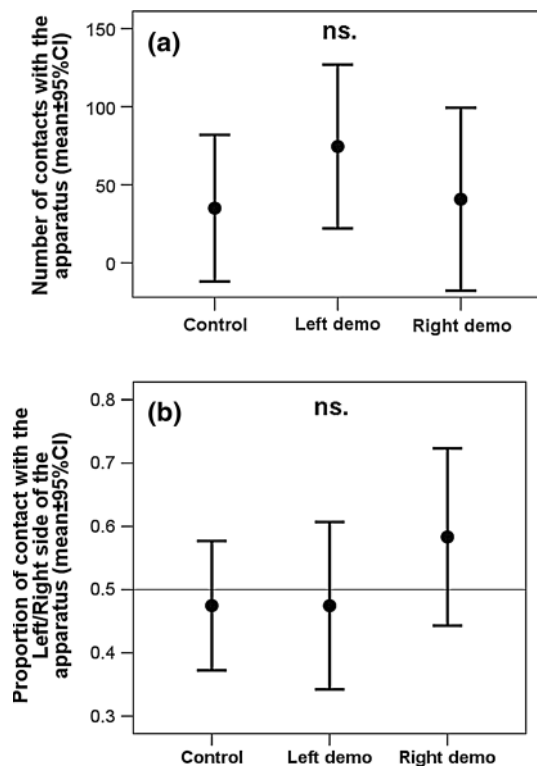 (a)
ns.
150
100
50
0
Number of contacts with the
apparatus (mean±95%CI)
Control
Left demo
Right demo
(b)
ns.
0.8
0.7
0.6
0.5
0.4
0.3
Proportion of contact with the
Left/Right side of the
apparatus (mean±95%CI)
Control
Left demo
Right demo